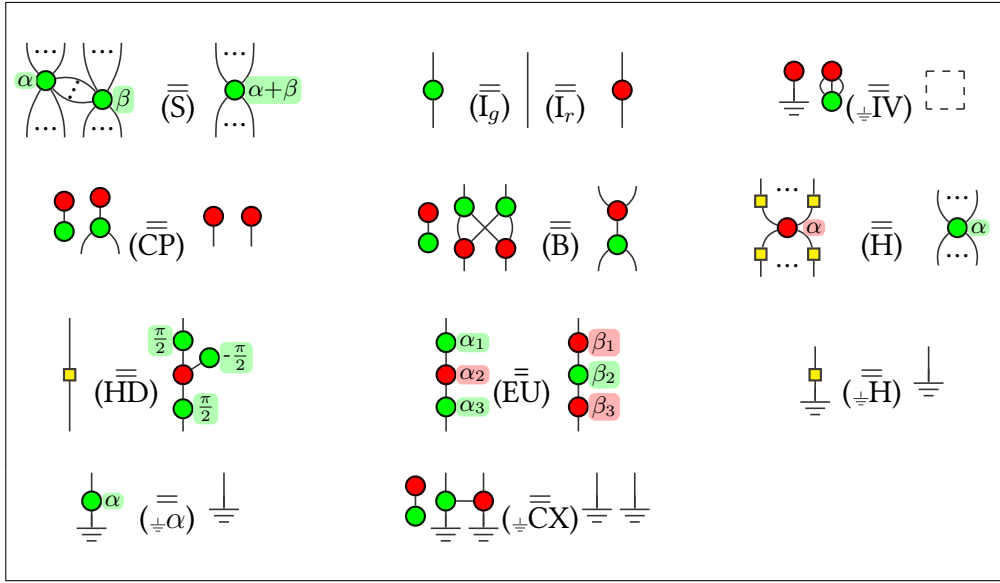 ... ...
α β (S) α+β
... ... ...
(I_g) (I_r)
(⏚IV)
(CP)
(B)
... α ... (H) ... α ...
π/2 -π/2 π/2 (HD)
α₁ α₂ α₃ (EU) β₁ β₂ β₃
(⏚H)
α (⏚α)
(⏚CX)